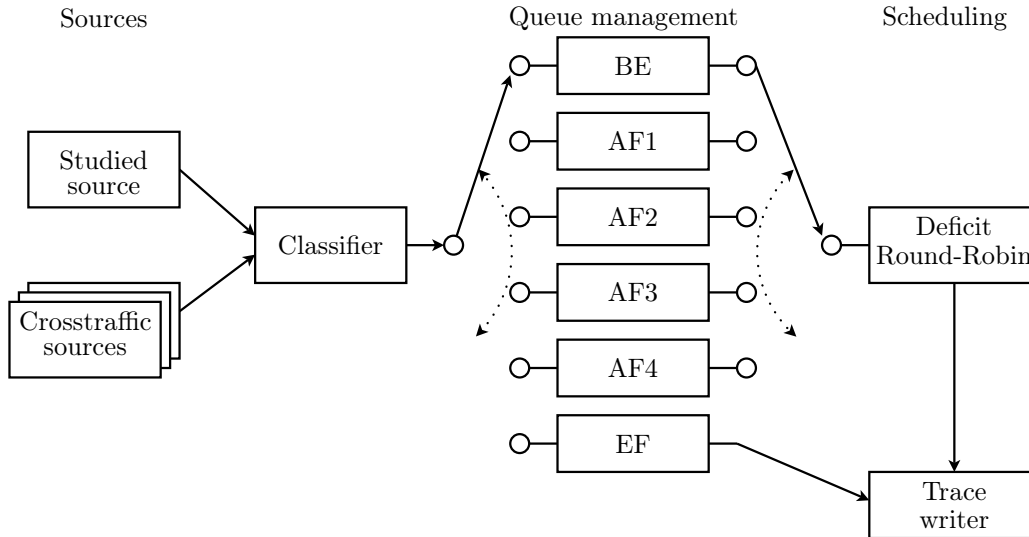 Sources
Queue management
Scheduling
BE
AF1
AF2
AF3
AF4
EF
Studied
source
Classifier
Crosstraffic
sources
Deficit
Round-Robin
Trace
writer